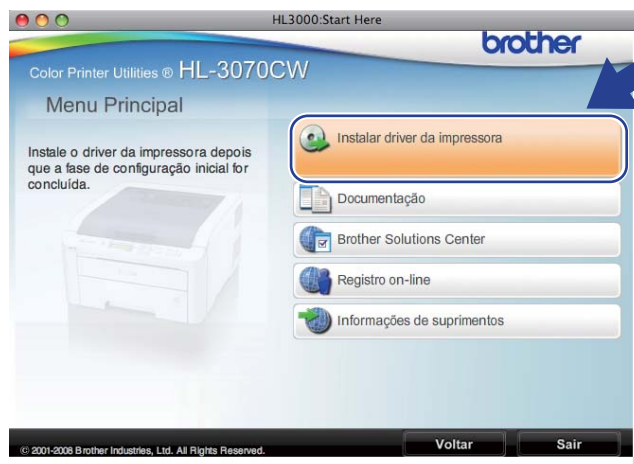 HL3000:Start Here
brother
Color Printer Utilities ® HL-3070CW
Menu Principal
Instale o driver da impressora depois
que a fase de configuração inicial for
concluída.
Instalar driver da impressora
Documentação
Brother Solutions Center
Registro on-line
Informações de suprimentos
© 2001-2008 Brother Industries, Ltd. All Rights Reserved.
Voltar
Sair